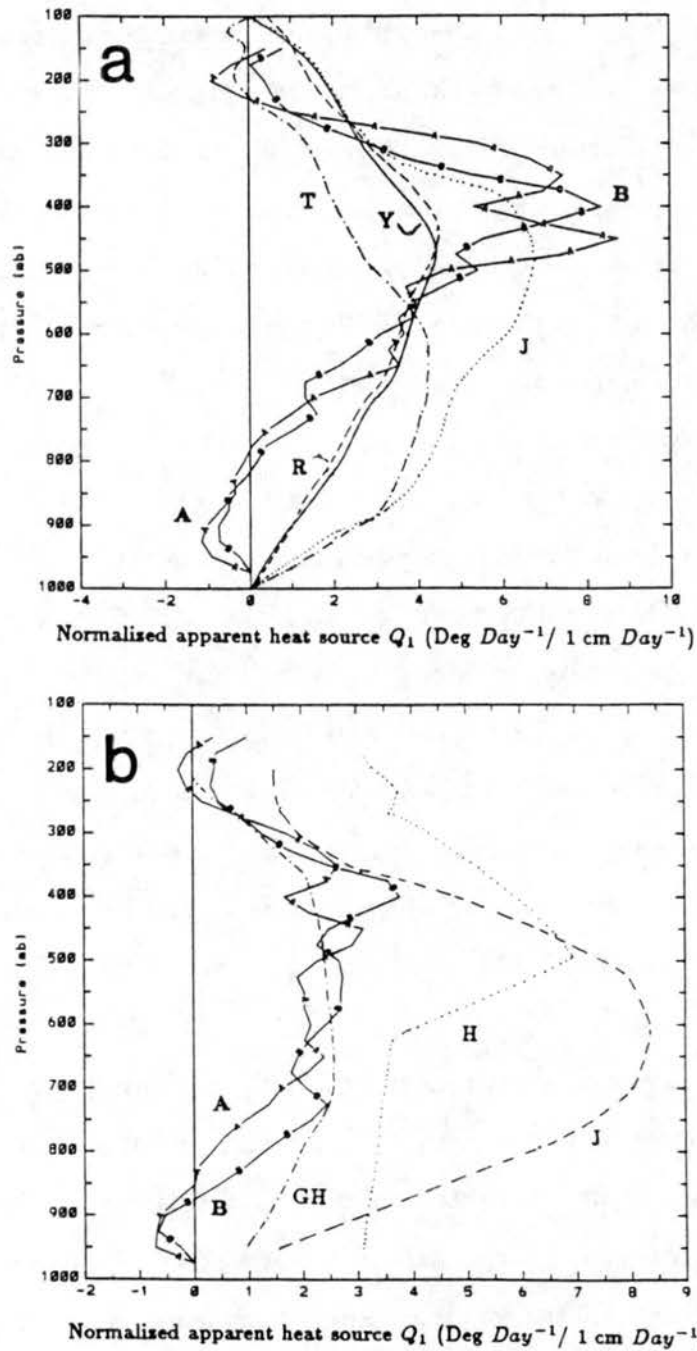 a
100
200
300
400
500
600
700
800
900
1000
Pressure (mb)
T
Y
B
J
R
A
-4
-2
0
2
4
6
8
10
Normalized apparent heat source Q₁ (Deg Day⁻¹/ 1 cm Day⁻¹)
b
100
200
300
400
500
600
700
800
900
1000
Pressure (mb)
H
A
J
GH
B
-2
-1
0
1
2
3
4
5
6
7
8
9
Normalized apparent heat source Q₁ (Deg Day⁻¹/ 1 cm Day⁻¹